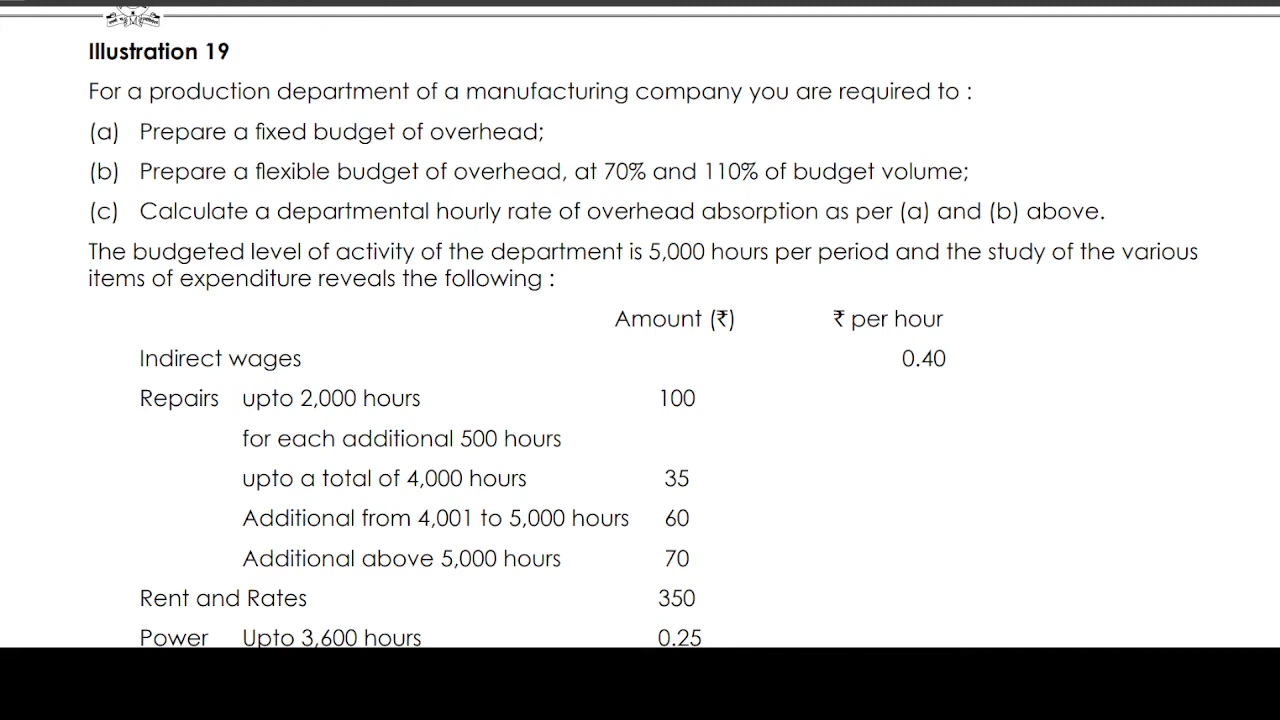 Illustration 19
For a production department of a manufacturing company you are required to :
(a) Prepare a fixed budget of overhead;
(b) Prepare a flexible budget of overhead, at 70% and 110% of budget volume;
(c) Calculate a departmental hourly rate of overhead absorption as per (a) and (b) above.
The budgeted level of activity of the department is 5,000 hours per period and the study of the various
items of expenditure reveals the following :
Amount (₹) ₹ per hour
Indirect wages 0.40
Repairs upto 2,000 hours 100
for each additional 500 hours
upto a total of 4,000 hours 35
Additional from 4,001 to 5,000 hours 60
Additional above 5,000 hours 70
Rent and Rates 350
Power Upto 3,600 hours 0.25